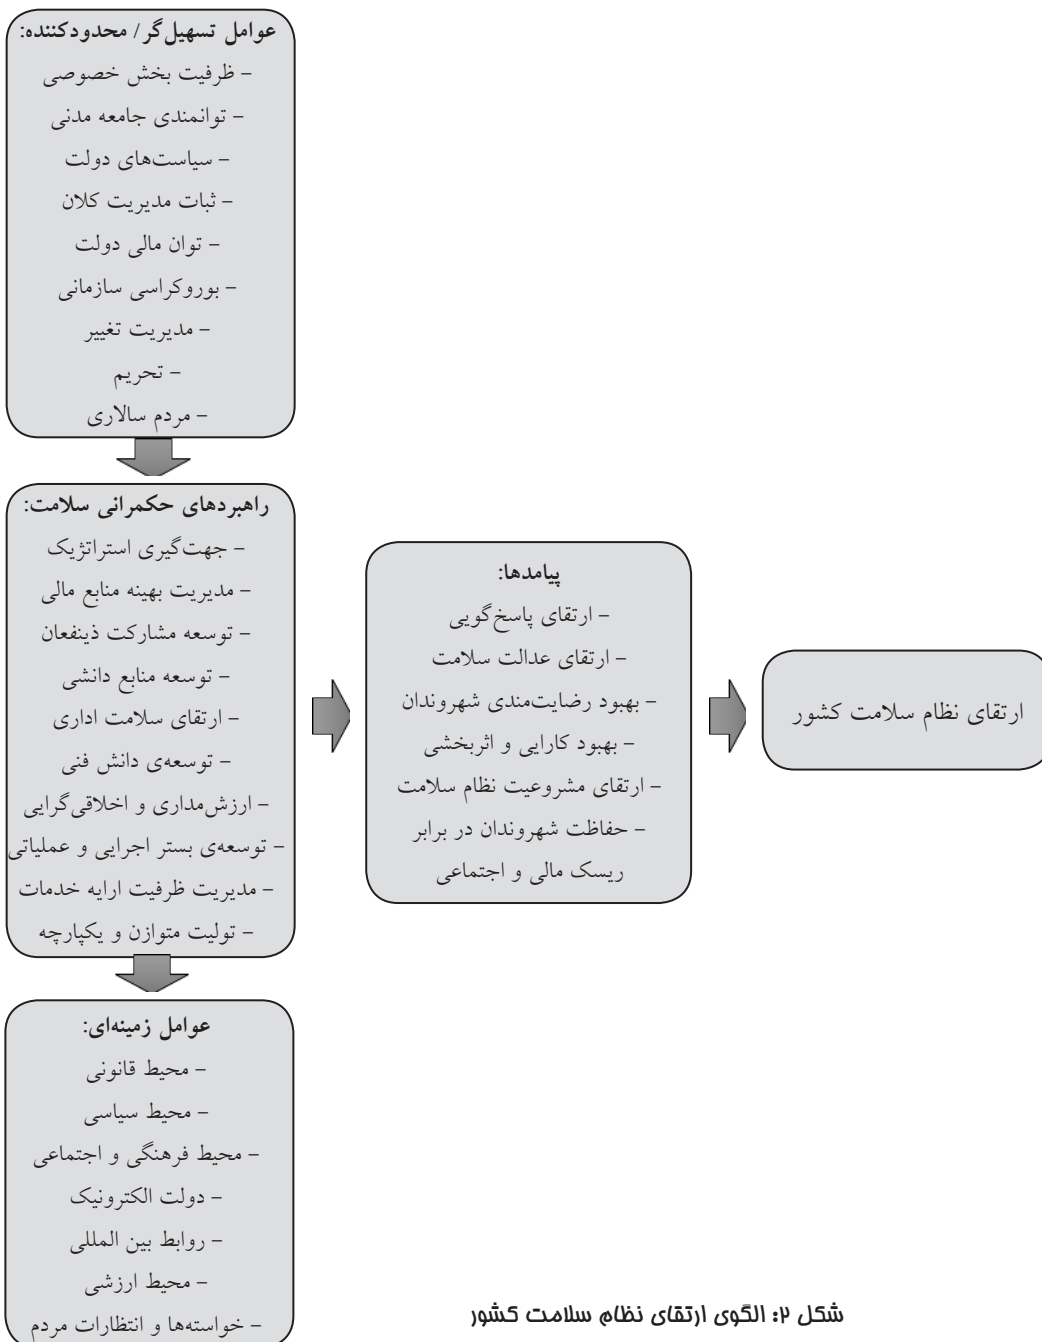 عوامل تسهیل‌گر/ محدودکننده:
- ظرفیت بخش خصوصی
- توانمندی جامعه مدنی
- سیاست‌های دولت
- ثبات مدیریت کلان
- توان مالی دولت
- بوروکراسی سازمانی
- مدیریت تغییر
- تحریم
- مردم سالاری
راهبردهای حکمرانی سلامت:
- جهت‌گیری استراتژیک
- مدیریت بهینه منابع مالی
- توسعه مشارکت ذینفعان
- توسعه منابع دانشی
- ارتقای سلامت اداری
- توسعه‌ی دانش فنی
- ارزش‌مداری و اخلاقی‌گرایی
- توسعه‌ی بستر اجرایی و عملیاتی
- مدیریت ظرفیت ارایه خدمات
- تولیت متوازن و یکپارچه
پیامدها:
- ارتقای پاسخ‌گویی
- ارتقای عدالت سلامت
- بهبود رضایت‌مندی شهروندان
- بهبود کارایی و اثربخشی
- ارتقای مشروعیت نظام سلامت
- حفاظت شهروندان در برابر
ریسک مالی و اجتماعی
ارتقای نظام سلامت کشور
عوامل زمینه‌ای:
- محیط قانونی
- محیط سیاسی
- محیط فرهنگی و اجتماعی
- دولت الکترونیک
- روابط بین المللی
- محیط ارزشی
- خواسته‌ها و انتظارات مردم
شکل ۲: الگوی ارتقای نظام سلامت کشور